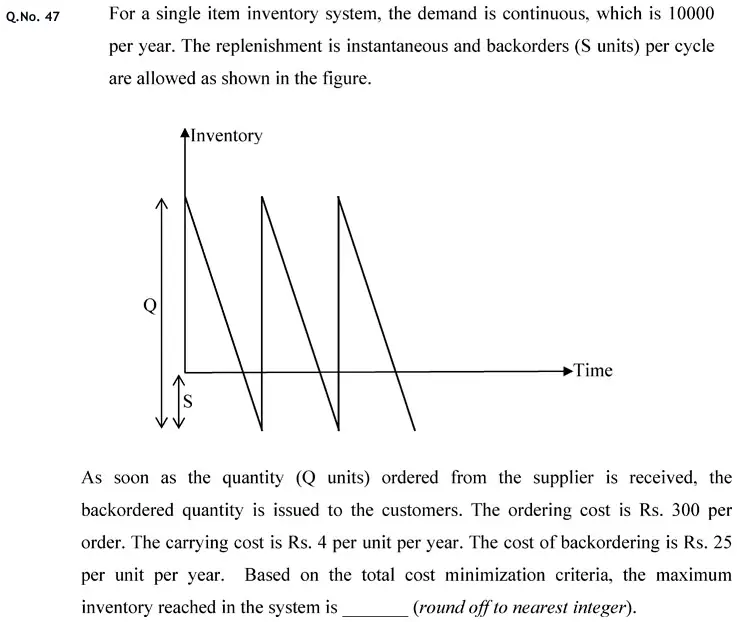 Q.No. 47
For a single item inventory system, the demand is continuous, which is 10000
per year. The replenishment is instantaneous and backorders (S units) per cycle
are allowed as shown in the figure.
Inventory
Q
Time
S
As soon as the quantity (Q units) ordered from the supplier is received, the
backordered quantity is issued to the customers. The ordering cost is Rs. 300 per
order. The carrying cost is Rs. 4 per unit per year. The cost of backordering is Rs. 25
per unit per year. Based on the total cost minimization criteria, the maximum
inventory reached in the system is _______ (round off to nearest integer).